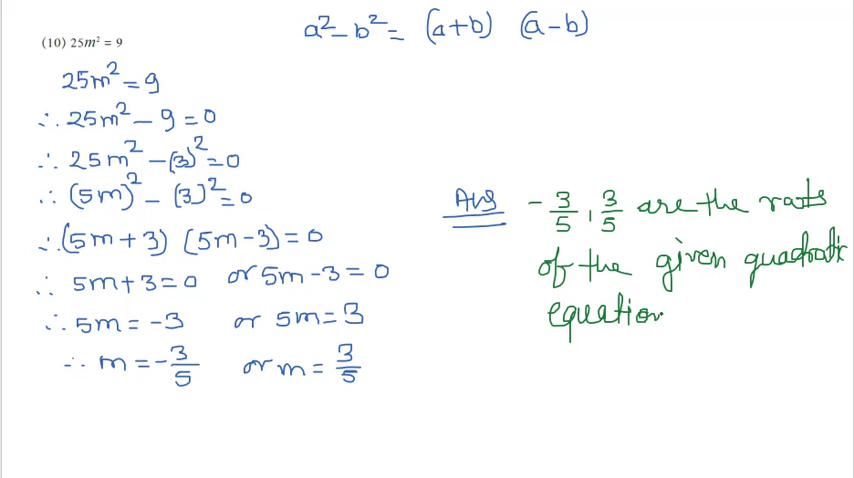 a² - b² = (a+b) (a-b)
(10) 25m² = 9
25m² = 9
∴ 25m² - 9 = 0
∴ 25m² - (3)² = 0
∴ (5m)² - (3)² = 0
∴ (5m + 3) (5m - 3) = 0
∴ 5m + 3 = 0 or 5m - 3 = 0
∴ 5m = -3 or 5m = 3
∴ m = -3/5 or m = 3/5
Ans -3/5, 3/5 are the roots
of the given quadratic
equation